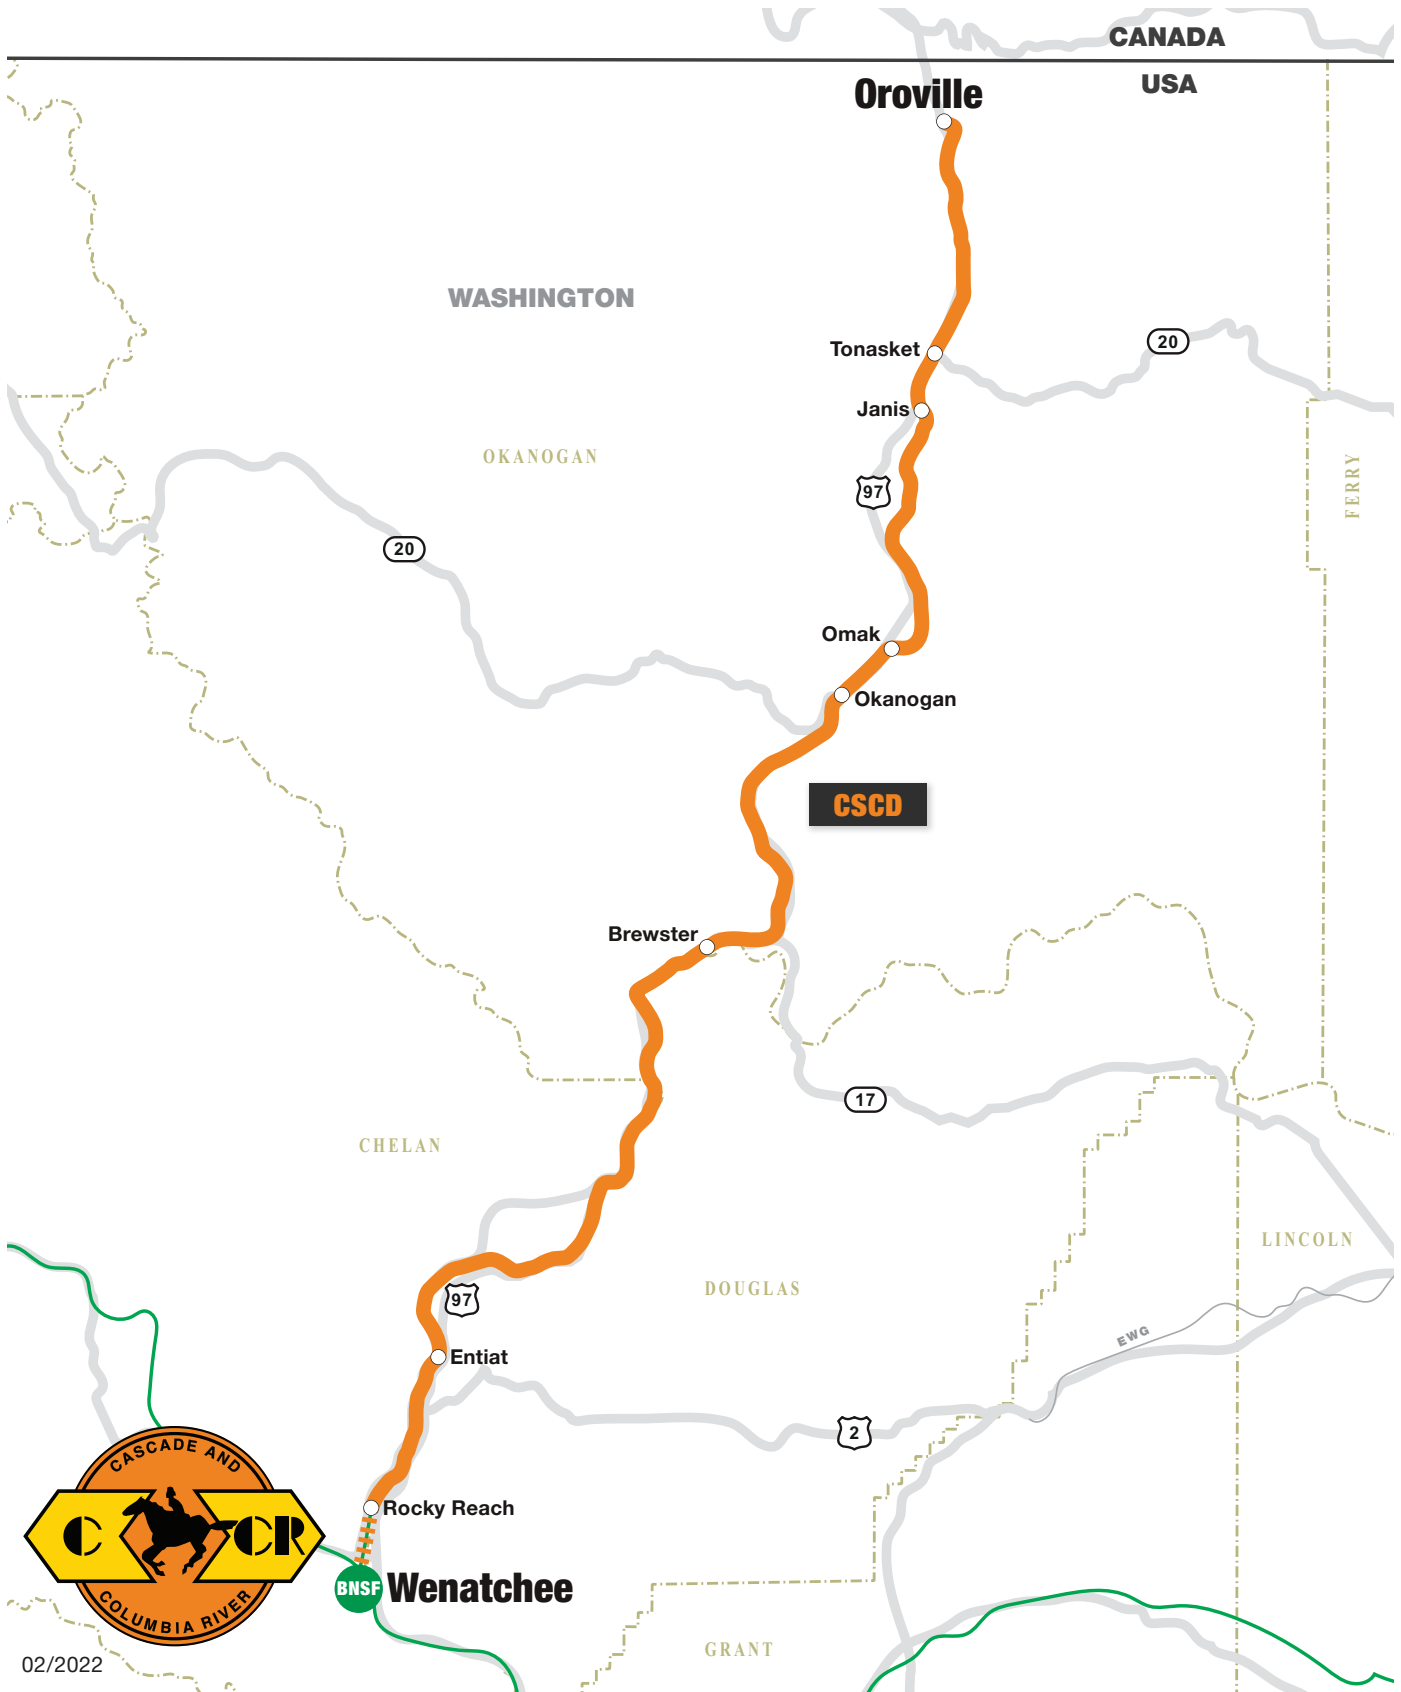 CANADA
USA
Oroville
WASHINGTON
Tonasket
20
Janis
OKANOGAN
FERRY
97
20
Omak
Okanogan
CSCD
Brewster
17
CHELAN
LINCOLN
DOUGLAS
97
EWG
Entiat
2
CASCADE AND
Rocky Reach
C CR
BNSF
Wenatchee
COLUMBIA RIVER
GRANT
02/2022